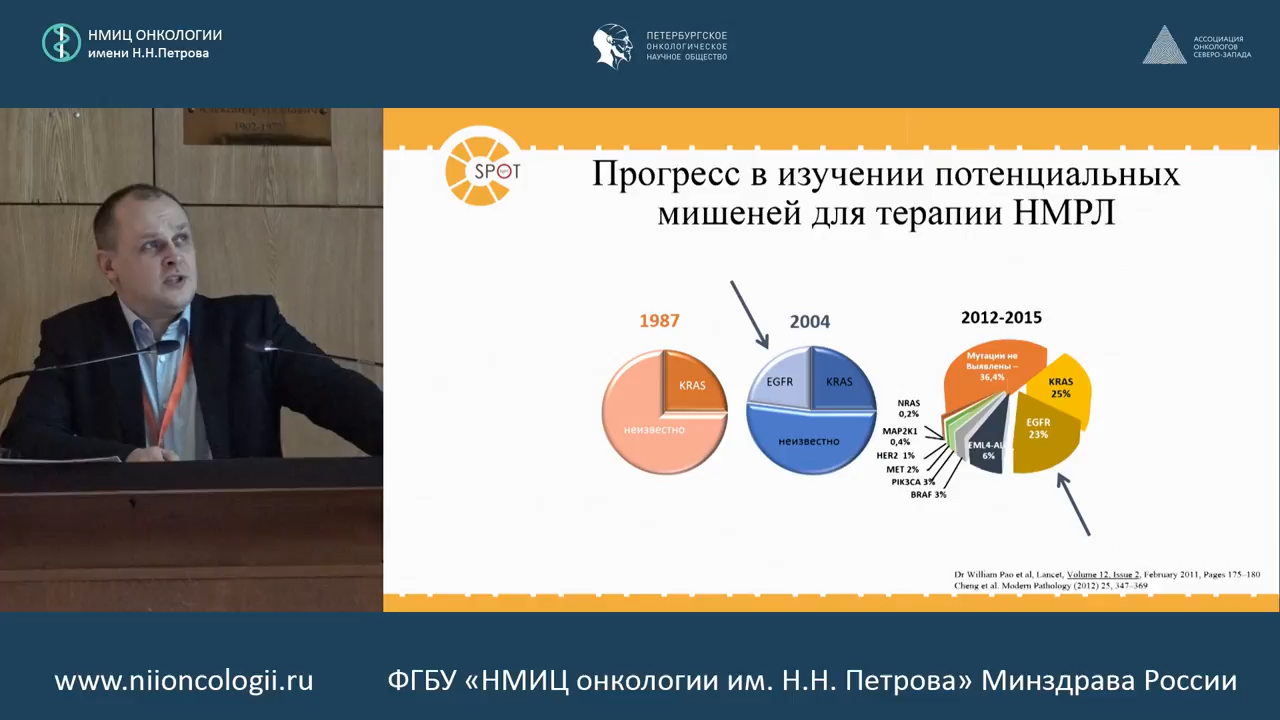 НМИЦ ОНКОЛОГИИ
имени Н.Н.Петрова
ПЕТЕРБУРГСКОЕ
ОНКОЛОГИЧЕСКОЕ
НАУЧНОЕ ОБЩЕСТВО
АССОЦИАЦИЯ
ОНКОЛОГОВ
СЕВЕРО-ЗАПАДА
SPOT
Прогресс в изучении потенциальных
мишеней для терапии НМРЛ
1987
KRAS
неизвестно
2004
EGFR
KRAS
неизвестно
2012-2015
Мутации не
Выявлены –
36,4%
KRAS
25%
EGFR
23%
EML4-AL
6%
NRAS
0,2%
MAP2K1
0,4%
HER2 1%
MET 2%
PIK3CA 3%
BRAF 3%
Dr William Pao et al, Lancet, Volume 12, Issue 2, February 2011, Pages 175–180
Cheng et al. Modern Pathology (2012) 25, 347–369
www.niioncologii.ru
ФГБУ «НМИЦ онкологии им. Н.Н. Петрова» Минздрава России